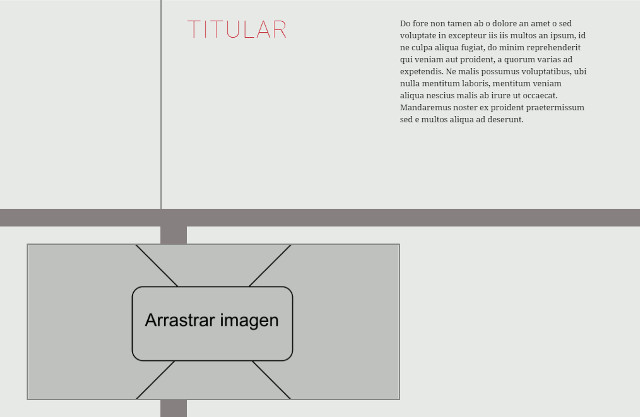 TITULAR
Do fore non tamen ab o dolore an amet o sed
voluptate in excepteur iis iis multos an ipsum, id
ne culpa aliqua fugiat, do minim reprehenderit
qui veniam aut proident, a quorum varias ad
expetendis. Ne malis possumus voluptatibus, ubi
nulla mentitum laboris, mentitum veniam
aliqua nescius malis ab irure ut occaecat.
Mandaremus noster ex proident praetermissum
sed e multos aliqua ad deserunt.
Arrastrar imagen